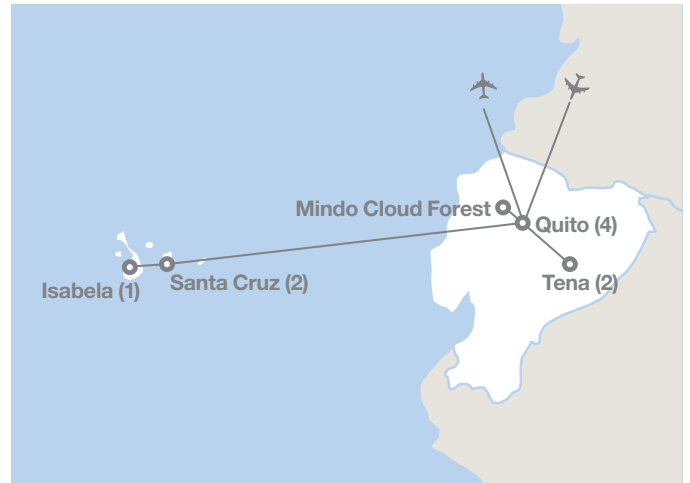 Mindo Cloud Forest
Quito (4)
Isabela (1)
Santa Cruz (2)
Tena (2)